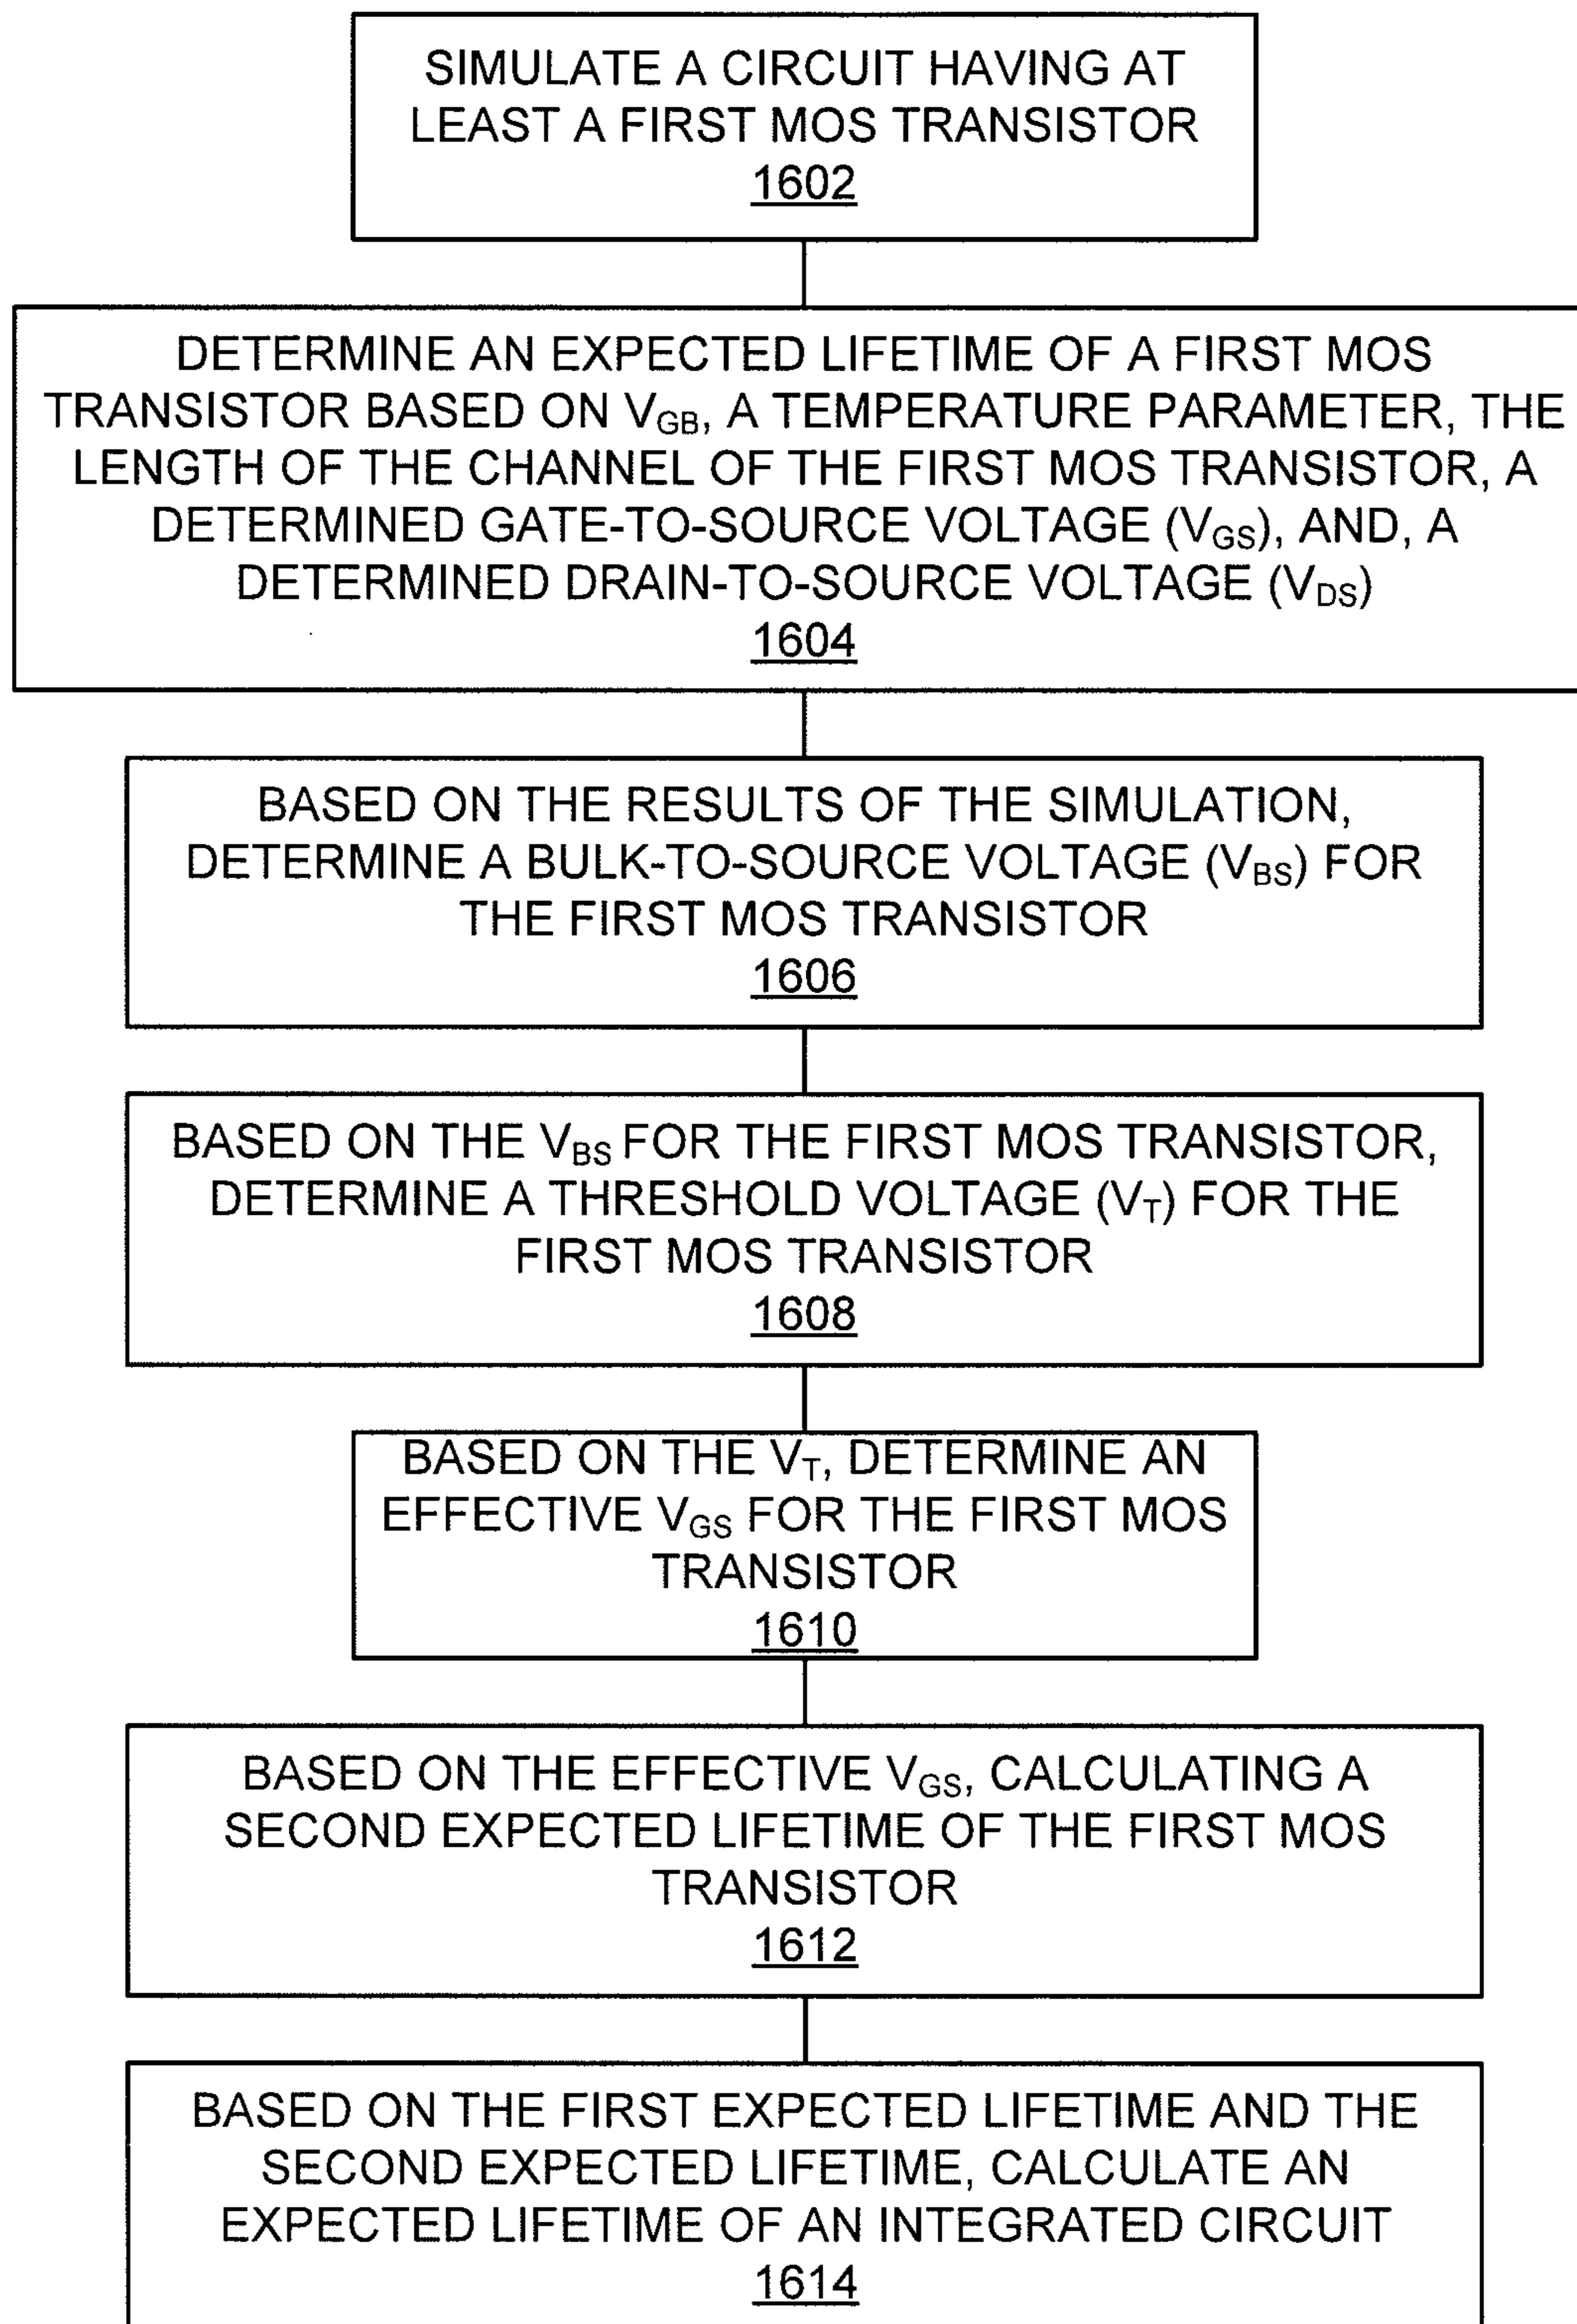 SIMULATE A CIRCUIT HAVING AT
LEAST A FIRST MOS TRANSISTOR
1602
DETERMINE AN EXPECTED LIFETIME OF A FIRST MOS
TRANSISTOR BASED ON VGB, A TEMPERATURE PARAMETER, THE
LENGTH OF THE CHANNEL OF THE FIRST MOS TRANSISTOR, A
DETERMINED GATE-TO-SOURCE VOLTAGE (VGS), AND, A
DETERMINED DRAIN-TO-SOURCE VOLTAGE (VDS)
1604
BASED ON THE RESULTS OF THE SIMULATION,
DETERMINE A BULK-TO-SOURCE VOLTAGE (VBS) FOR
THE FIRST MOS TRANSISTOR
1606
BASED ON THE VBS FOR THE FIRST MOS TRANSISTOR,
DETERMINE A THRESHOLD VOLTAGE (VT) FOR THE
FIRST MOS TRANSISTOR
1608
BASED ON THE VT, DETERMINE AN
EFFECTIVE VGS FOR THE FIRST MOS
TRANSISTOR
1610
BASED ON THE EFFECTIVE VGS, CALCULATING A
SECOND EXPECTED LIFETIME OF THE FIRST MOS
TRANSISTOR
1612
BASED ON THE FIRST EXPECTED LIFETIME AND THE
SECOND EXPECTED LIFETIME, CALCULATE AN
EXPECTED LIFETIME OF AN INTEGRATED CIRCUIT
1614